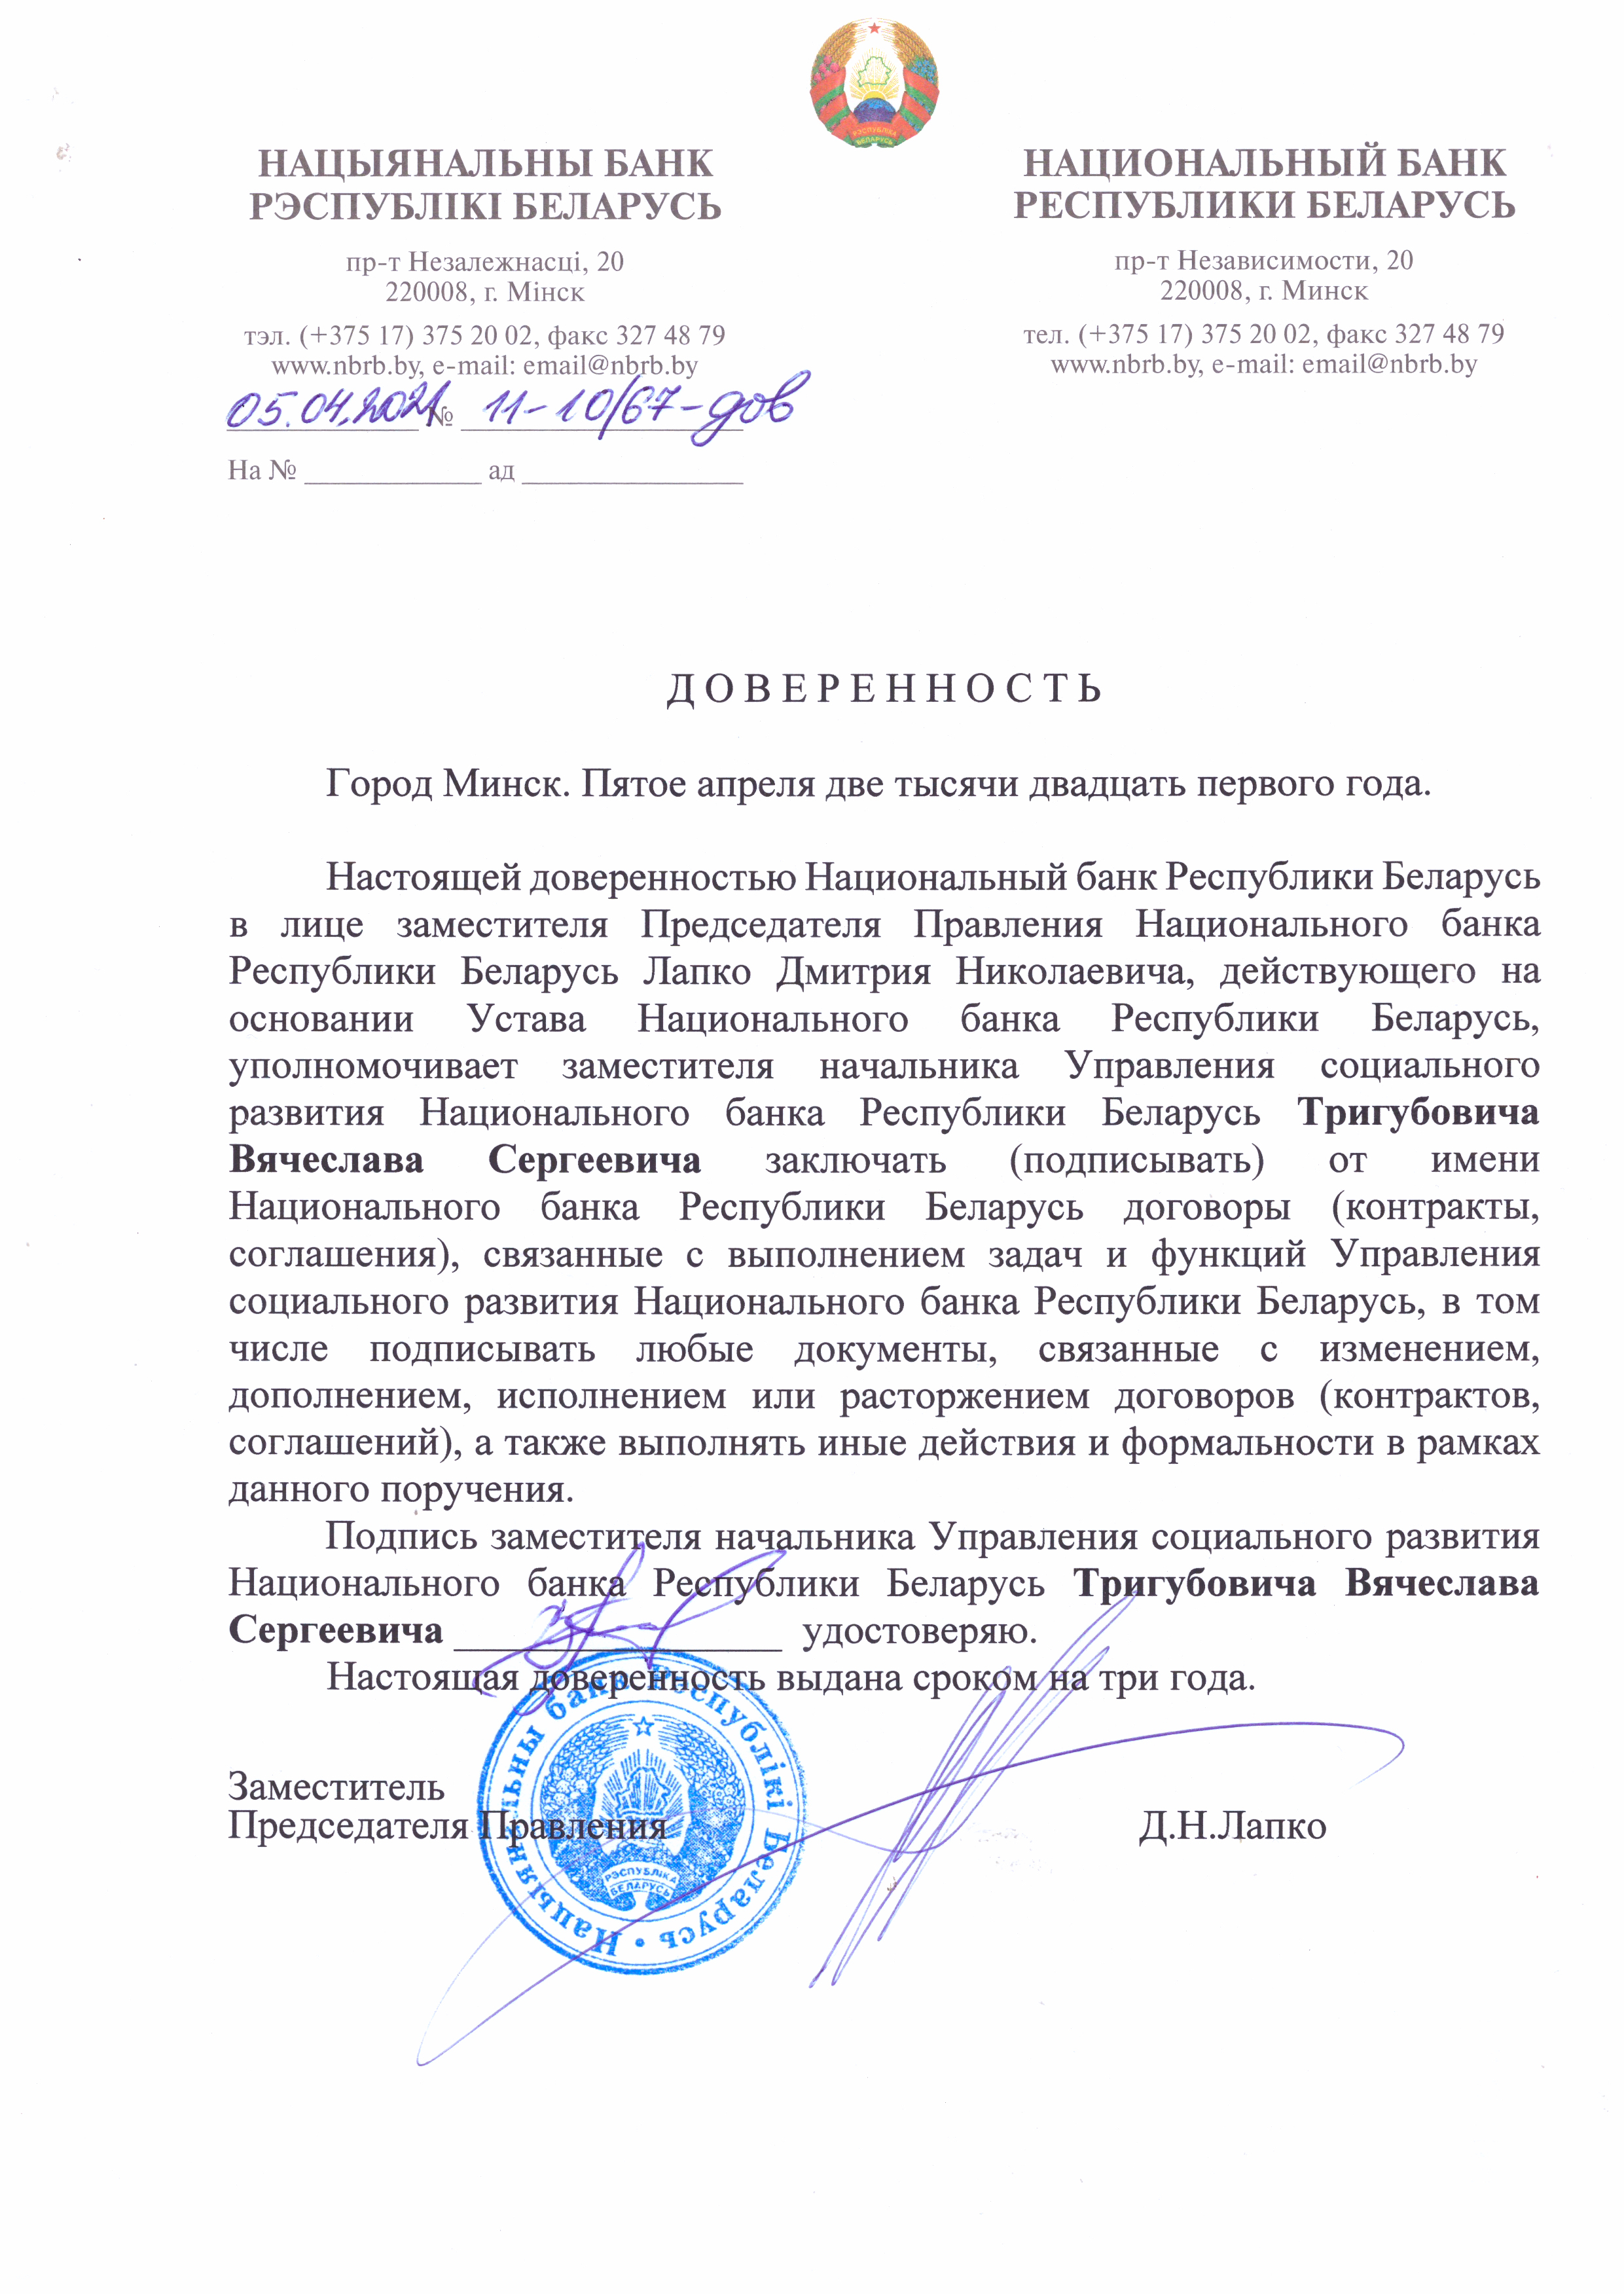 РЭСПУБЛІКА
БЕЛАРУСЬ
НАЦЫЯНАЛЬНЫ БАНК
РЭСПУБЛІКІ БЕЛАРУСЬ
пр-т Незалежнасці, 20
220008, г. Мінск
тэл. (+375 17) 375 20 02, факс 327 48 79
www.nbrb.by, e-mail: email@nbrb.by
НАЦИОНАЛЬНЫЙ БАНК
РЕСПУБЛИКИ БЕЛАРУСЬ
пр-т Независимости, 20
220008, г. Минск
тел. (+375 17) 375 20 02, факс 327 48 79
www.nbrb.by, e-mail: email@nbrb.by
05.04.2021 № 11-10/67-дов
На № ____________ ад _______________
ДОВЕРЕННОСТЬ
Город Минск. Пятое апреля две тысячи двадцать первого года.
Настоящей доверенностью Национальный банк Республики Беларусь
в лице заместителя Председателя Правления Национального банка
Республики Беларусь Лапко Дмитрия Николаевича, действующего на
основании Устава Национального банка Республики Беларусь,
уполномочивает заместителя начальника Управления социального
развития Национального банка Республики Беларусь Тригубовича
Вячеслава Сергеевича заключать (подписывать) от имени
Национального банка Республики Беларусь договоры (контракты,
соглашения), связанные с выполнением задач и функций Управления
социального развития Национального банка Республики Беларусь, в том
числе подписывать любые документы, связанные с изменением,
дополнением, исполнением или расторжением договоров (контрактов,
соглашений), а также выполнять иные действия и формальности в рамках
данного поручения.
Подпись заместителя начальника Управления социального развития
Национального банка Республики Беларусь Тригубовича Вячеслава
Сергеевича ________________ удостоверяю.
Настоящая доверенность выдана сроком на три года.
Заместитель
Председателя Правления Д.Н.Лапко
Нацыянальны банк Рэспублікі Беларусь
РЭСПУБЛІКА
БЕЛАРУСЬ